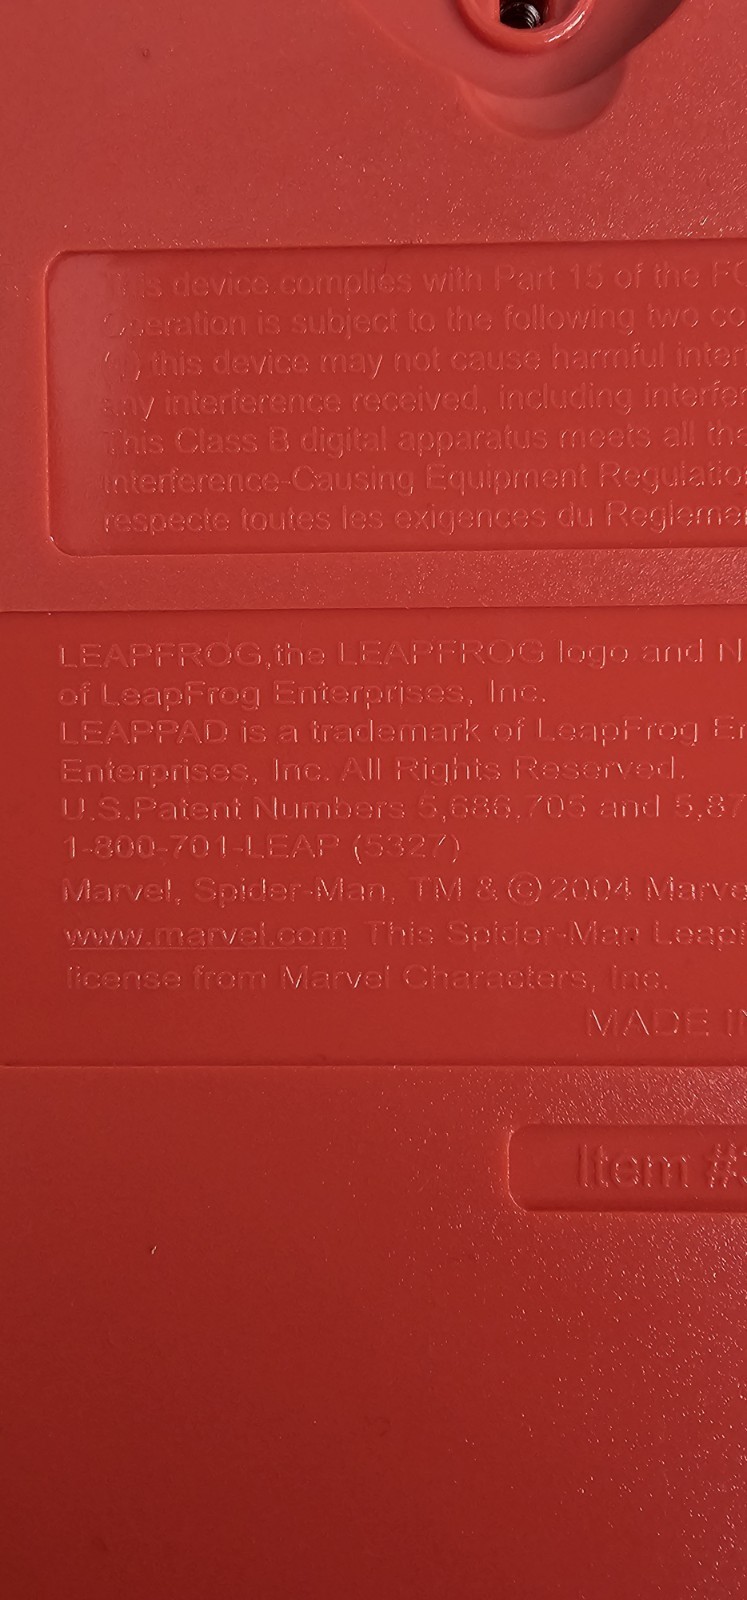 This device complies with Part 15 of the FC
Operation is subject to the following two co
(1) this device may not cause harmful inter
any interference received, including interfer
This Class B digital apparatus meets all tha
Interference-Causing Equipment Regulatio
respecte toutes les exigences du Regleme
LEAPFROG,the LEAPFROG logo and N
of LeapFrog Enterprises, Inc.
LEAPPAD is a trademark of LeapFrog En
Enterprises, Inc. All Rights Reserved.
U.S.Patent Numbers 5,686,705 and 5,87
1-800-701-LEAP (5327)
Marvel, Spider-Man, TM & © 2004 Marve
www.marvel.com This Spider-Man Leap
license from Marvel Characters, Inc.
MADE IN
Item #